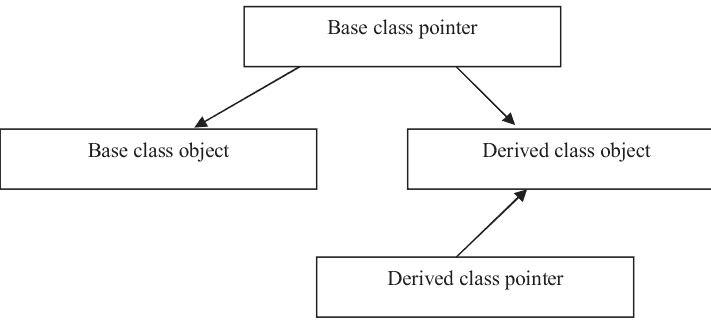 Base class pointer
Base class object
Derived class object
Derived class pointer